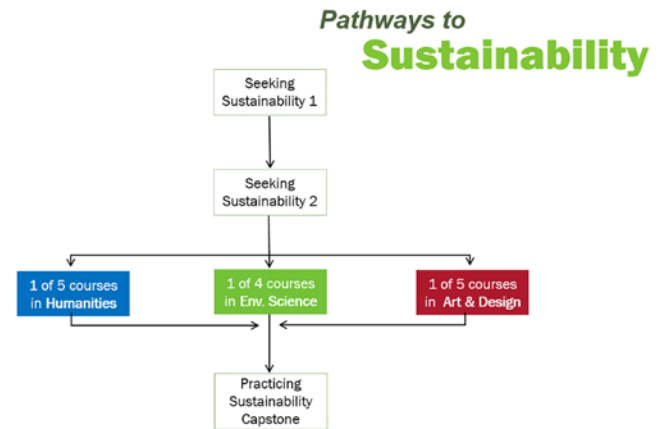 Pathways to
Sustainability
Seeking
Sustainability 1
Seeking
Sustainability 2
1 of 5 courses
in Humanities
1 of 4 courses
in Env. Science
1 of 5 courses
in Art & Design
Practicing
Sustainability
Capstone